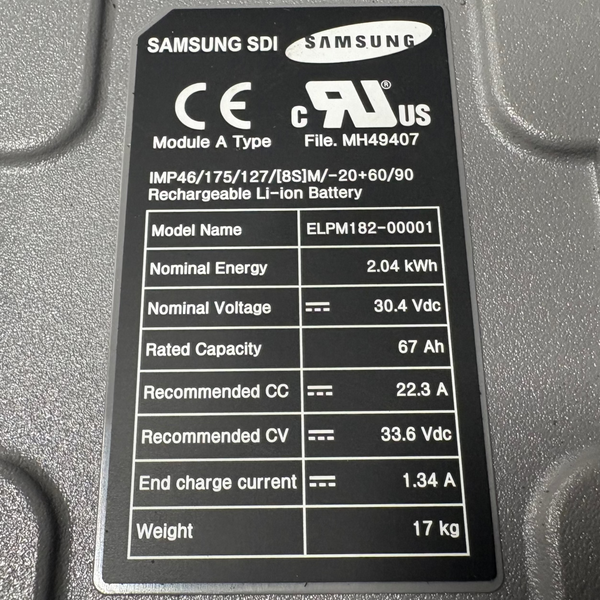 SAMSUNG SDI SAMSUNG
CE c RU ® US
Module A Type File. MH49407
IMP46/175/127/[8S]M/-20+60/90
Rechargeable Li-ion Battery
Model Name ELPM182-00001
Nominal Energy 2.04 kWh
Nominal Voltage 30.4 Vdc
Rated Capacity 67 Ah
Recommended CC 22.3 A
Recommended CV 33.6 Vdc
End charge current 1.34 A
Weight 17 kg